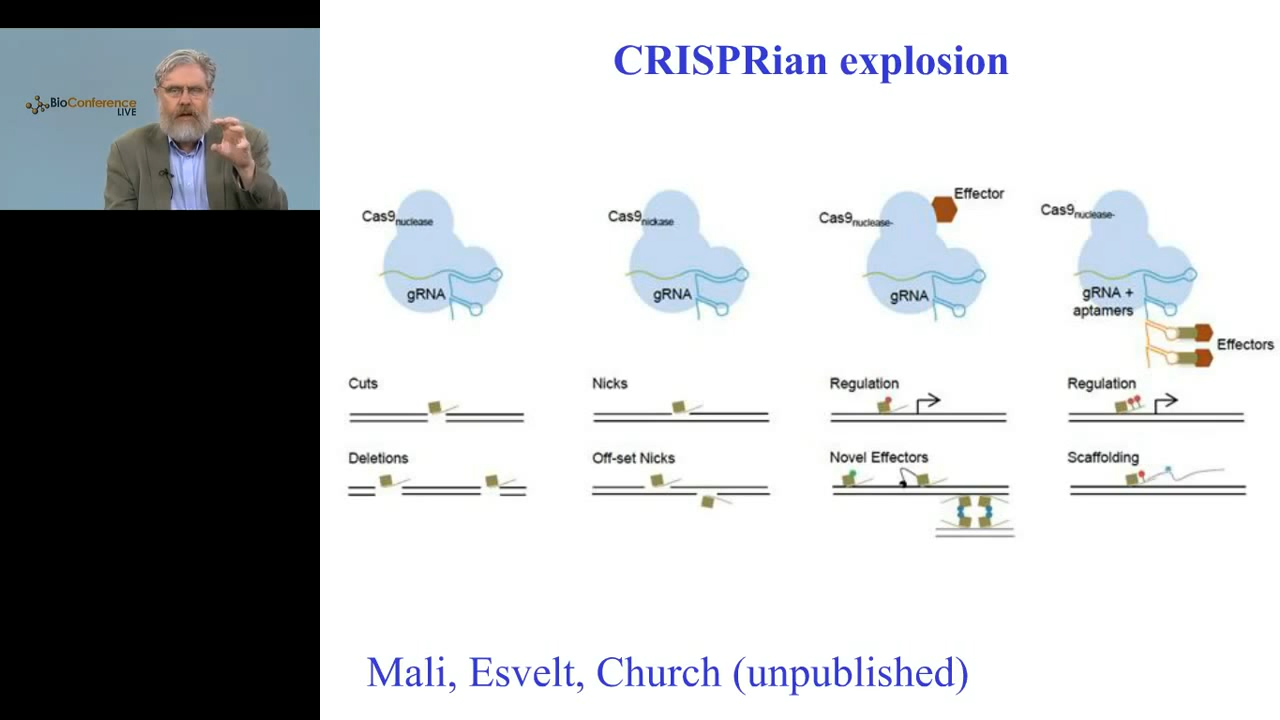 BioConference
LIVE
CRISPRian explosion
Cas9nuclease
gRNA
Cas9nickase
gRNA
Effector
Cas9nuclease-
gRNA
Cas9nuclease-
gRNA +
aptamers
Effectors
Cuts
Nicks
Regulation
Regulation
Deletions
Off-set Nicks
Novel Effectors
Scaffolding
Mali, Esvelt, Church (unpublished)